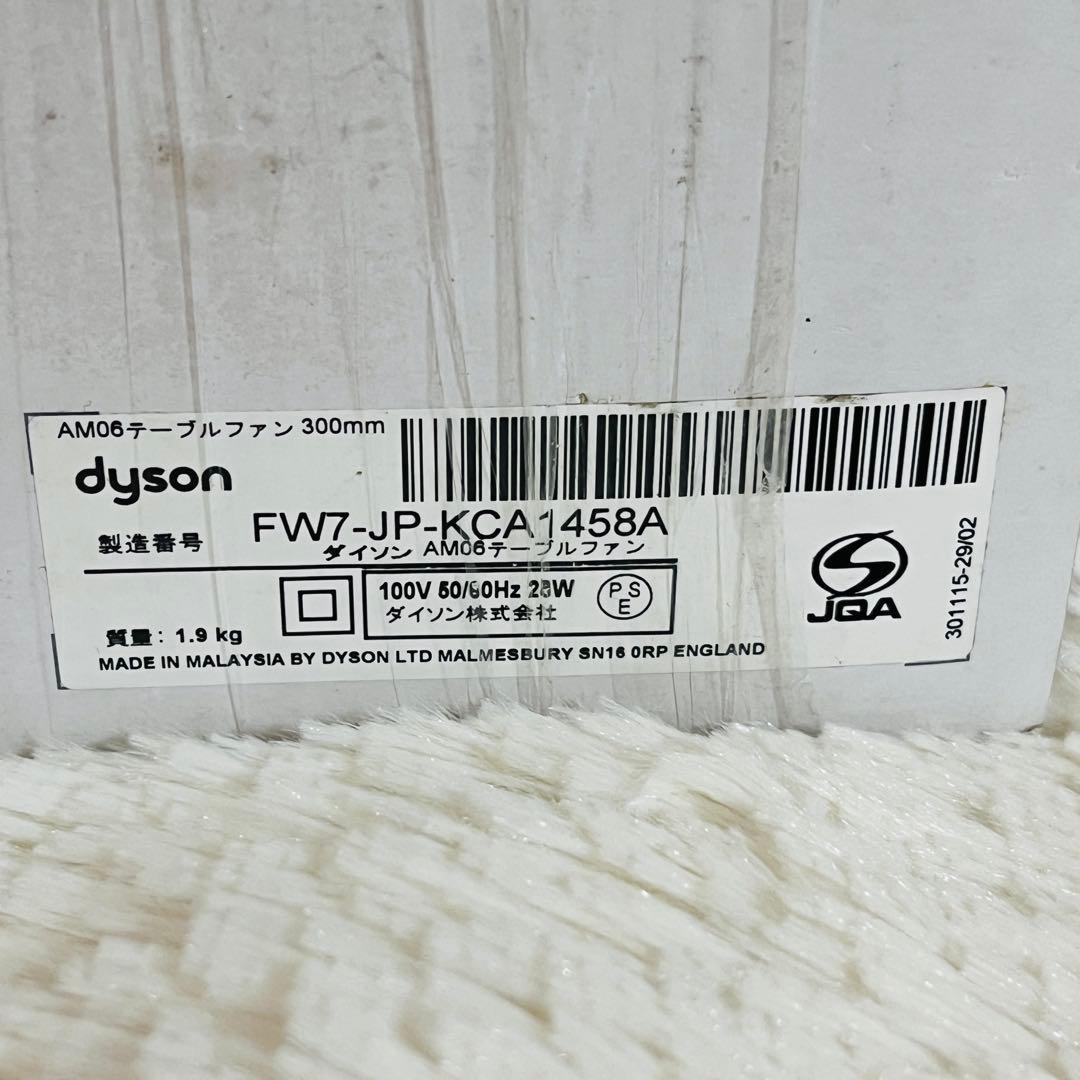 AM06テーブルファン 300mm
dyson
製造番号 FW7-JP-KCA1458A
ダイソン AM06テーブルファン
100V 50/60Hz 26W
ダイソン株式会社
PSE
質量: 1.9 kg
MADE IN MALAYSIA BY DYSON LTD MALMESBURY SN16 0RP ENGLAND
JQA
301115-29/02